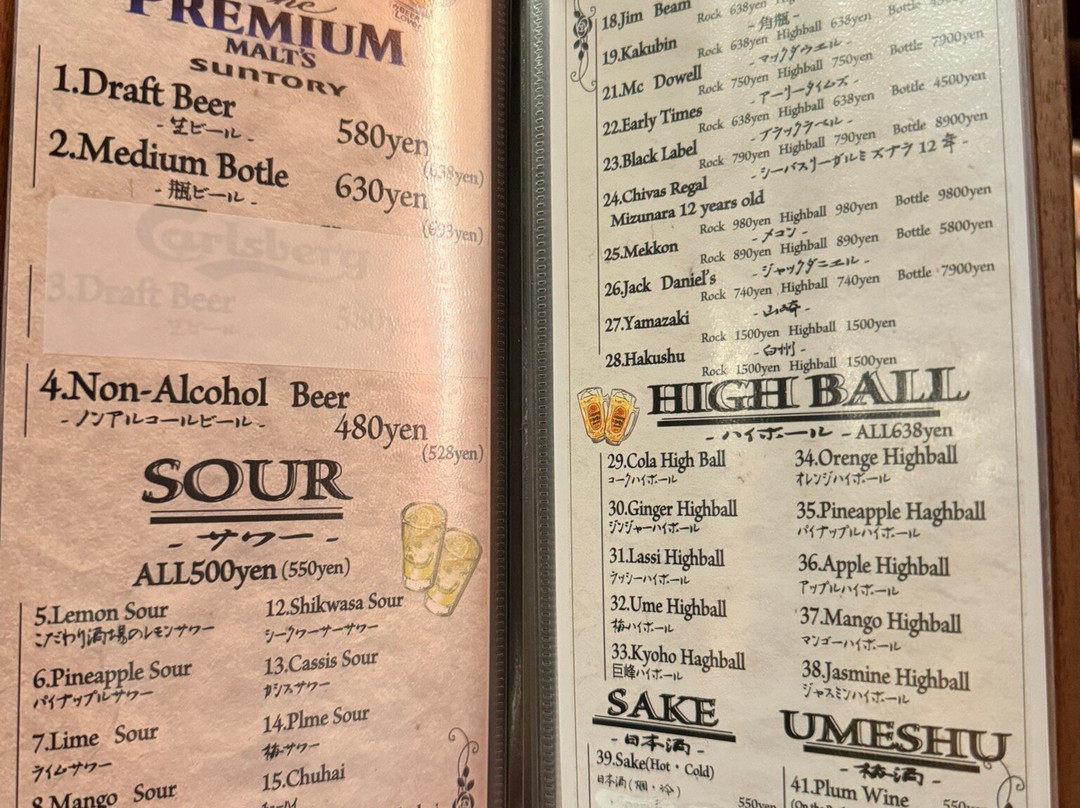 The
PREMIUM
MALT'S
SUNTORY
1.Draft Beer
- 生ビール -
580yen
(638yen)
2.Medium Botle
- 瓶ビール -
630yen
(693yen)
Carlsberg
3.Draft Beer
生ビール
550yen
4.Non-Alcohol Beer
- ノンアルコールビール -
480yen
(528yen)
SOUR
- サワー -
ALL500yen (550yen)
5.Lemon Sour
こだわり酒場のレモンサワー
6.Pineapple Sour
パイナップルサワー
7.Lime Sour
ライムサワー
8.Mango Sour
12.Shikwasa Sour
シークワーサーサワー
13.Cassis Sour
カシスサワー
14.Plme Sour
梅サワー
15.Chuhai
18.Jim Beam
Rock 638yen
Bottle
- 角瓶 -
19.Kakubin
Rock 638yen Highball 638yen Bottle 7900yen
- マックダウエル -
21.Mc Dowell
Rock 750yen Highball 750yen
- アーリータイムズ -
22.Early Times
Rock 638yen Highball 638yen Bottle 4500yen
- ブラックラベル -
23.Black Label
Rock 790yen Highball 790yen Bottle 8900yen
- シーバスリーガルミズナラ 12 年 -
24.Chivas Regal
Mizunara 12 years old
Rock 980yen Highball 980yen Bottle 9800yen
- メコン -
25.Mekkon
Rock 890yen Highball 890yen Bottle 5800yen
- ジャックダニエル -
26.Jack Daniel's
Rock 740yen Highball 740yen Bottle 7900yen
- 山崎 -
27.Yamazaki
Rock 1500yen Highball 1500yen
- 白州 -
28.Hakushu
Rock 1500yen Highball 1500yen
HIGH BALL
- ハイボール - ALL638yen
29.Cola High Ball
コークハイボール
30.Ginger Highball
ジンジャーハイボール
31.Lassi Highball
ラッシーハイボール
32.Ume Highball
梅ハイボール
33.Kyoho Haghball
巨峰ハイボール
34.Orenge Highball
オレンジハイボール
35.Pineapple Haghball
パイナップルハイボール
36.Apple Highball
アップルハイボール
37.Mango Highball
マンゴーハイボール
38.Jasmine Highball
ジャスミンハイボール
SAKE
- 日本酒 -
39.Sake(Hot・Cold)
日本酒(燗・冷)
550yen
UMESHU
- 梅酒 -
41.Plum Wine
550yen